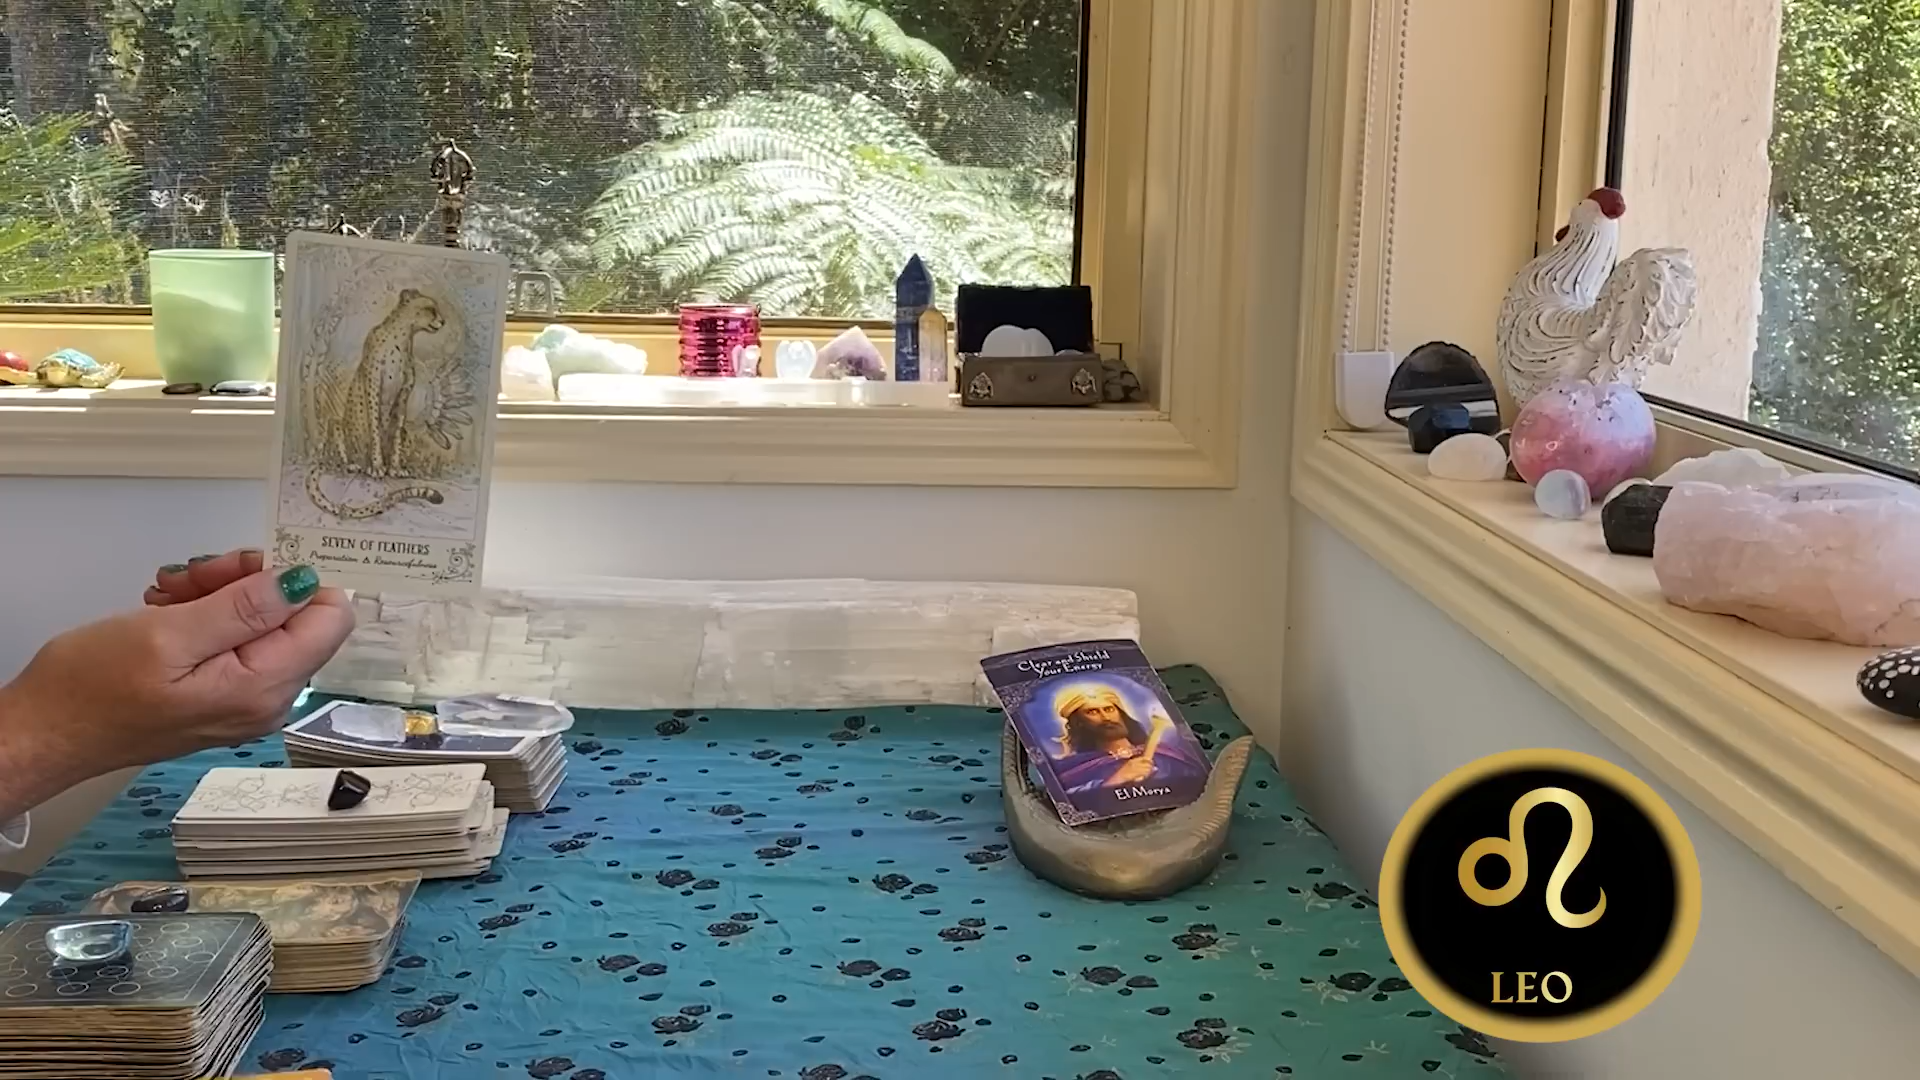 SEVEN OF FEATHERS
Preparation & Resourcefulness
Clear and Shield
Your Energy
El Morya
LEO